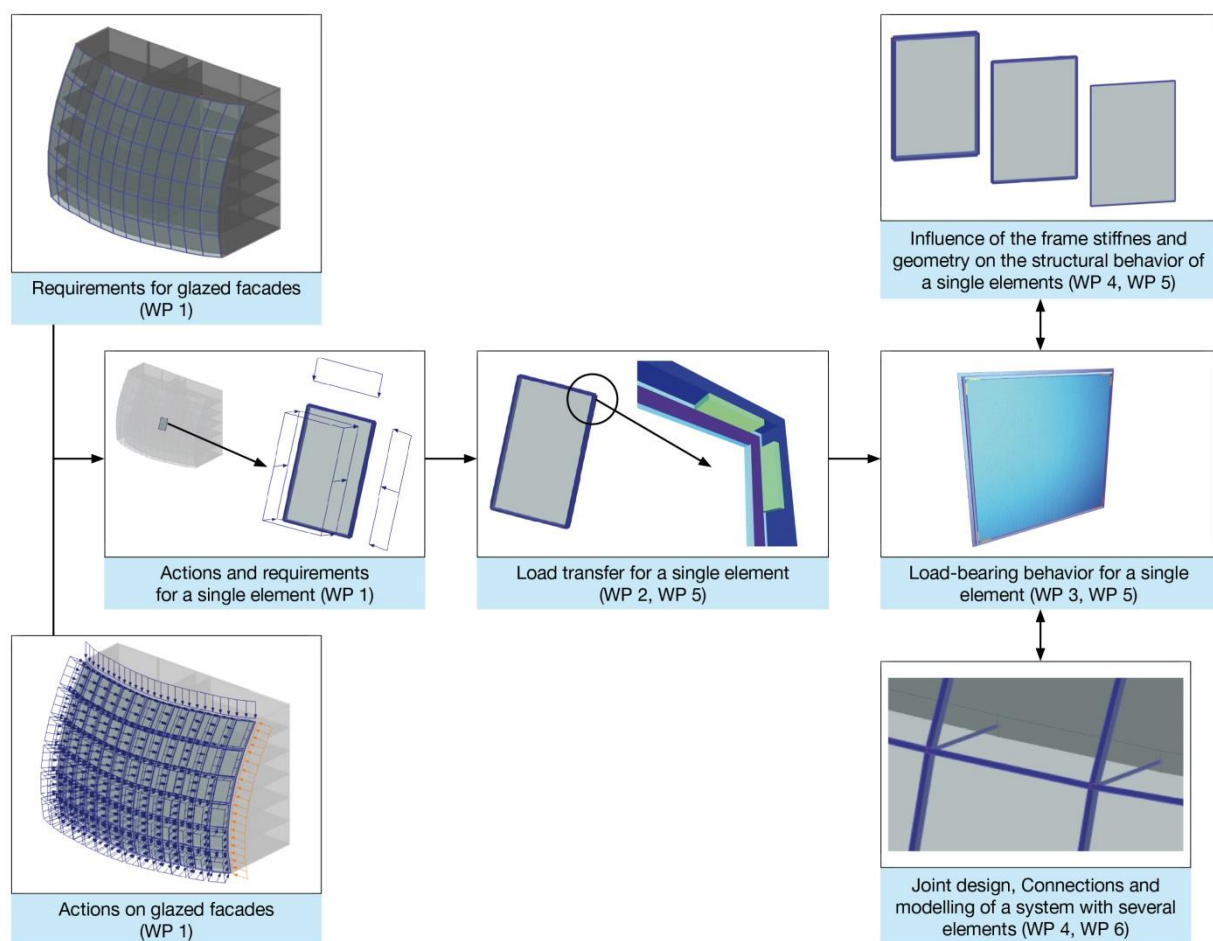 Requirements for glazed facades
(WP 1)
Influence of the frame stiffnes and
geometry on the structural behavior of
a single elements (WP 4, WP 5)
Actions and requirements
for a single element (WP 1)
Load transfer for a single element
(WP 2, WP 5)
Load-bearing behavior for a single
element (WP 3, WP 5)
Actions on glazed facades
(WP 1)
Joint design, Connections and
modelling of a system with several
elements (WP 4, WP 6)